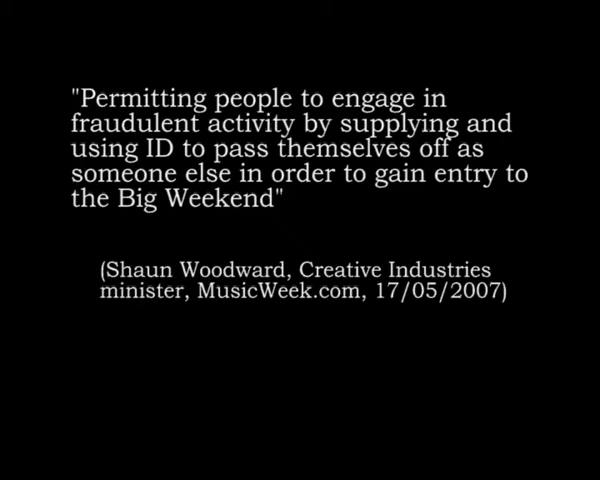 "Permitting people to engage in
fraudulent activity by supplying and
using ID to pass themselves off as
someone else in order to gain entry to
the Big Weekend"
(Shaun Woodward, Creative Industries
minister, MusicWeek.com, 17/05/2007)